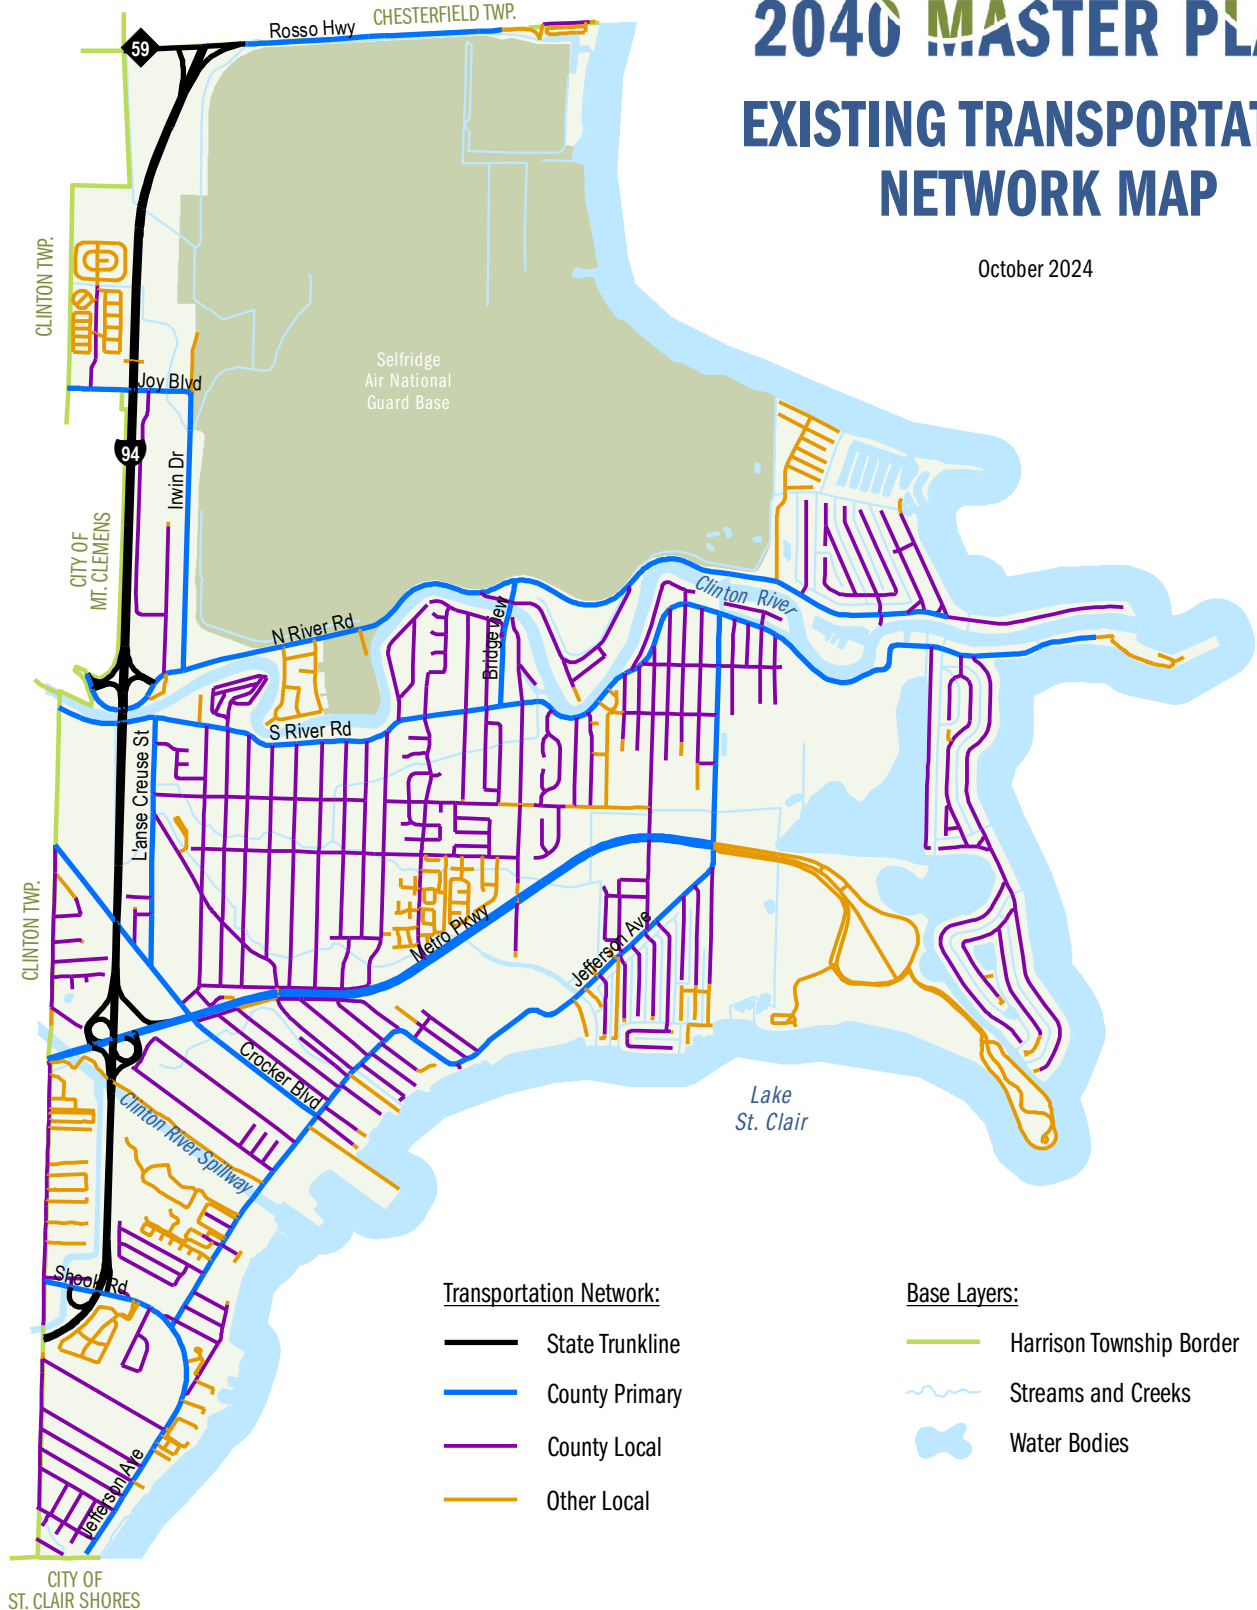 2040 MASTER PLA
EXISTING TRANSPORTAT
NETWORK MAP
October 2024
CHESTERFIELD TWP.
Rosso Hwy
59
CLINTON TWP.
Selfridge
Air National
Guard Base
Joy Blvd
94
Irwin Dr
CITY OF
MT. CLEMENS
Clinton River
N River Rd
Bridgeview
S River Rd
L'anse Creuse St
CLINTON TWP.
Metro Pkwy
Jefferson Ave
Crocker Blvd
Clinton River Spillway
Lake
St. Clair
Shook Rd
Jefferson Ave
CITY OF
ST. CLAIR SHORES
Transportation Network:
State Trunkline
County Primary
County Local
Other Local
Base Layers:
Harrison Township Border
Streams and Creeks
Water Bodies